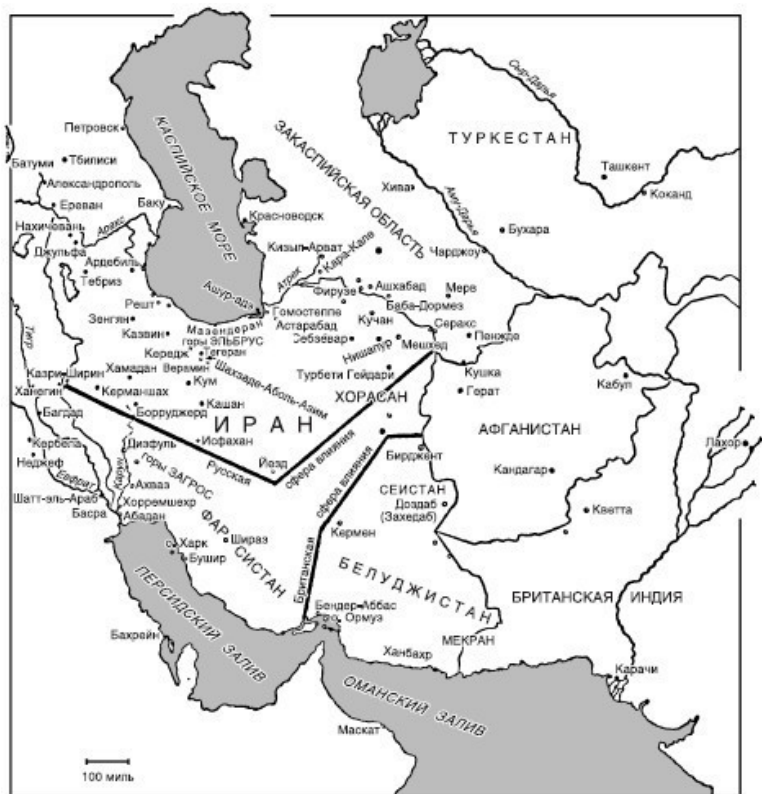 Сыр-Дарья
ТУРКЕСТАН
Петровск
КАСПИЙСКОЕ МОРЕ
ЗАКАСПИЙСКАЯ ОБЛАСТЬ
Тбилиси
Батуми
Ташкент
Александрополь
Хива
Коканд
Ереван
Баку
Аму-Дарья
Красноводск
Аракс
Бухара
Нахичевань
Джульфа
Кизыл-Арват
Кара-Кале
Чарджоу
Ардебиль
Тебриз
Атрек
Фирузе
Ашхабад
Мерв
Ашур-адэ
Баба-Дормез
Решт
Гомостеппе
Зенгян
Мазендеран
Астарабад
Кучан
Серакс
Тигр
Казвин
горы ЭЛЬБРУС
Себзевар
Нишапур
Мешхед
Пенжде
Кередж
Тегеран
Верамин
Шахзаде-Аболь-Азим
Казри-Ширин
Хамадан
Кум
Турбети Гейдари
Кушка
Ханегин
Керманшах
ХОРАСАН
Герат
Кабул
Багдад
Борруджерд
Кашан
ИРАН
АФГАНИСТАН
Кербела
Дизфуль
Исфахан
Лахор
Неджеф
Русская
сфера влияния
Бирджент
Йезд
Евфрат
Карун
горы ЗАГРОС
Кандагар
Ахваз
СЕИСТАН
Шатт-эль-Араб
Хорремшехр
Доздаб
(Захедаб)
Кветта
Басра
Абадан
ФАРСИСТАН
Британская
сфера влияния
Кермен
Харк
Шираз
Бушир
БЕЛУДЖИСТАН
ПЕРСИДСКИЙ ЗАЛИВ
БРИТАНСКАЯ ИНДИЯ
Бендер-Аббас
Ормуз
Бахрейн
МЕКРАН
Ханбахр
Карачи
ОМАНСКИЙ ЗАЛИВ
Маскат
100 миль